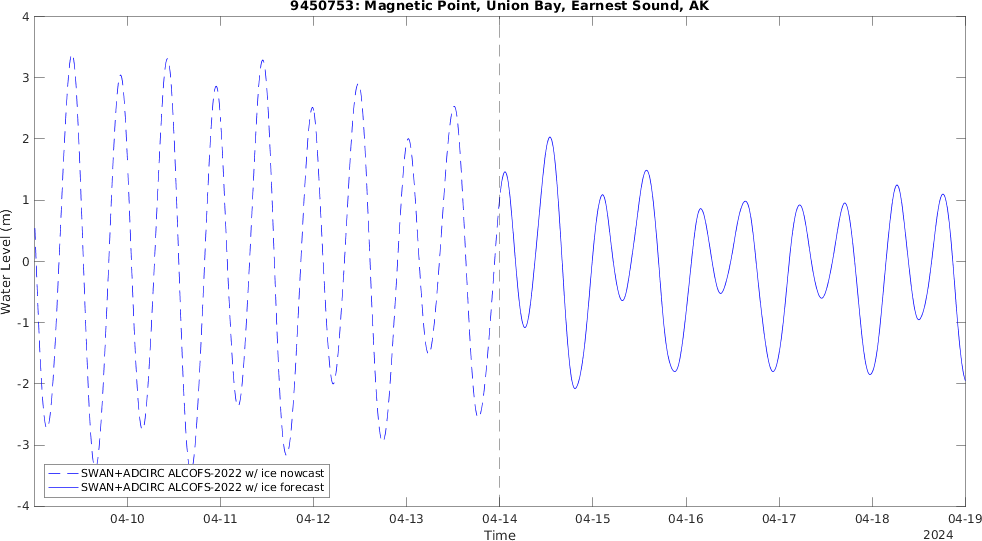 9450753: Magnetic Point, Union Bay, Earnest Sound, AK
4
3
2
1
0
-1
-2
-3
-4
Water Level (m)
SWAN+ADCIRC ALCOFS-2022 w/ ice nowcast
SWAN+ADCIRC ALCOFS-2022 w/ ice forecast
04-10 04-11 04-12 04-13 04-14 04-15 04-16 04-17 04-18 04-19
Time
2024